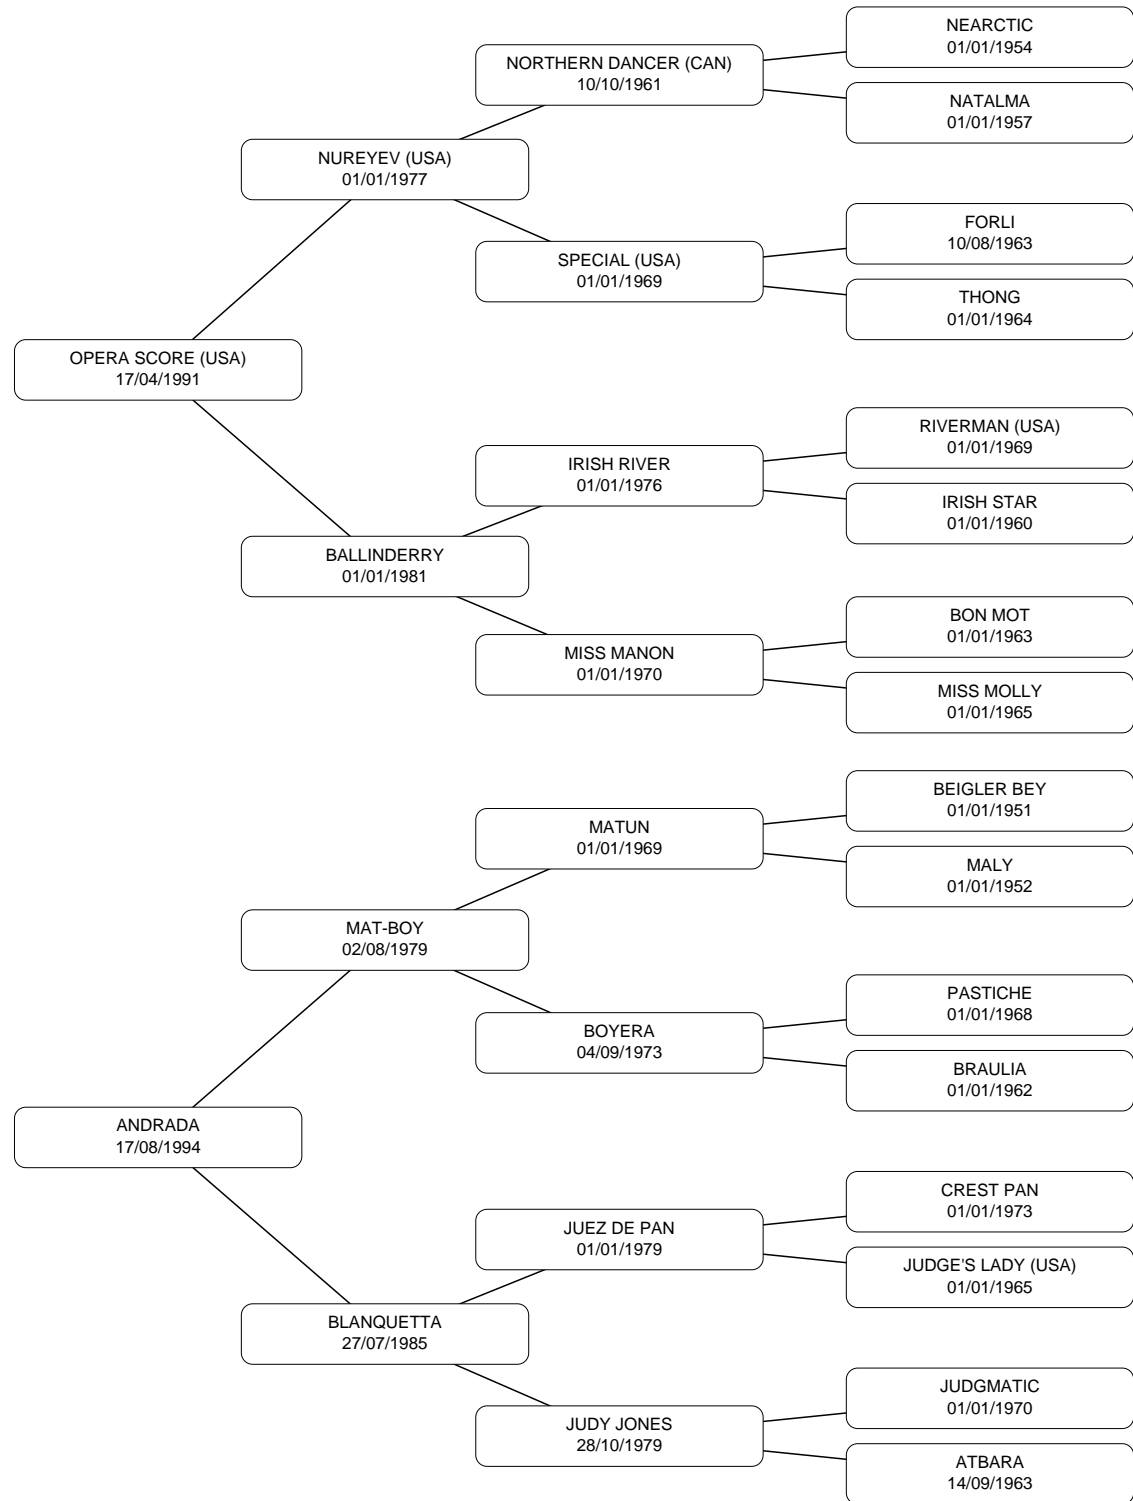 NEARCTIC
01/01/1954
NORTHERN DANCER (CAN)
10/10/1961
NATALMA
01/01/1957
NUREYEV (USA)
01/01/1977
FORLI
10/08/1963
SPECIAL (USA)
01/01/1969
THONG
01/01/1964
OPERA SCORE (USA)
17/04/1991
RIVERMAN (USA)
01/01/1969
IRISH RIVER
01/01/1976
IRISH STAR
01/01/1960
BALLINDERRY
01/01/1981
BON MOT
01/01/1963
MISS MANON
01/01/1970
MISS MOLLY
01/01/1965
BEIGLER BEY
01/01/1951
MATUN
01/01/1969
MALY
01/01/1952
MAT-BOY
02/08/1979
PASTICHE
01/01/1968
BOYERA
04/09/1973
BRAULIA
01/01/1962
ANDRADA
17/08/1994
CREST PAN
01/01/1973
JUEZ DE PAN
01/01/1979
JUDGE'S LADY (USA)
01/01/1965
BLANQUETTA
27/07/1985
JUDGMATIC
01/01/1970
JUDY JONES
28/10/1979
ATBARA
14/09/1963